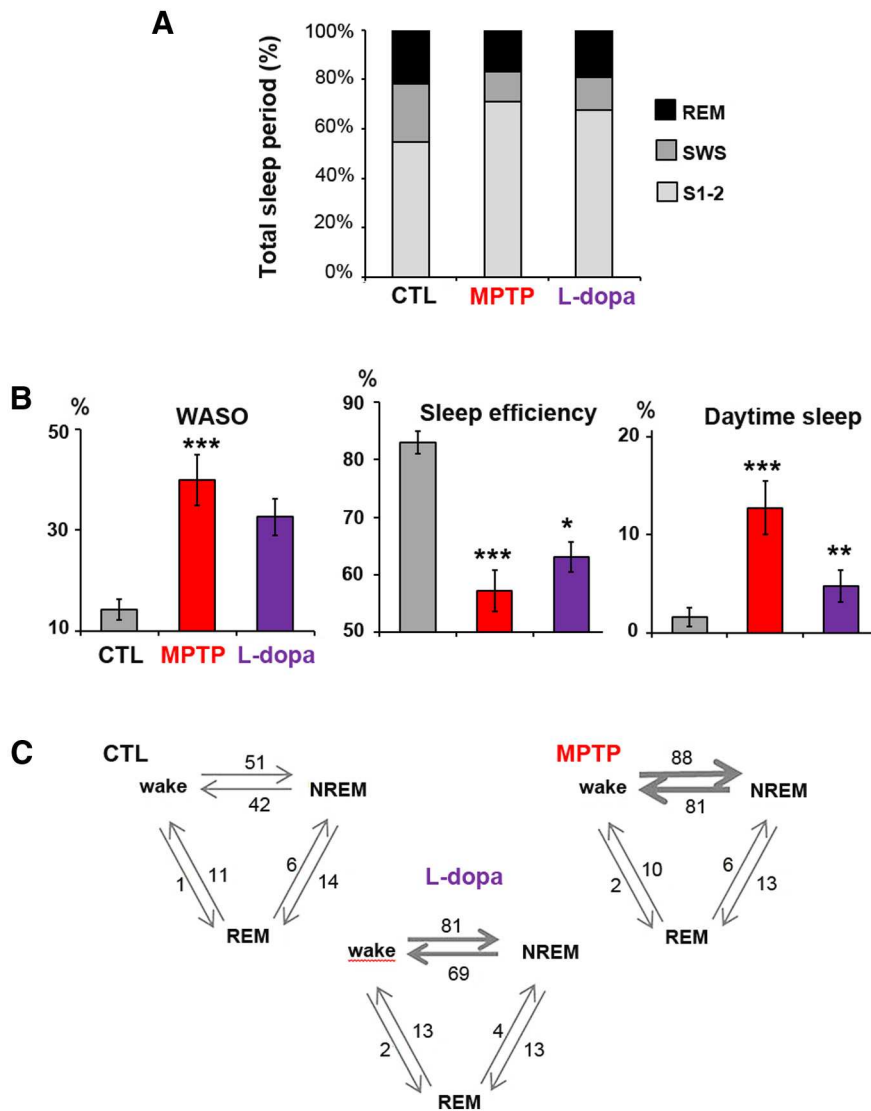 A
Total sleep period (%)
100%
80%
60%
40%
20%
0%
CTL MPTP L-dopa
REM
SWS
S1-2
B
%
WASO
50
30
10
***
CTL MPTP L-dopa
%
Sleep efficiency
90
80
70
60
50
***
*
%
Daytime sleep
20
10
0
***
**
C
CTL
wake
51
42
NREM
1
11
6
14
REM
MPTP
wake
88
81
NREM
2
10
6
13
REM
L-dopa
wake
81
69
NREM
2
13
4
13
REM